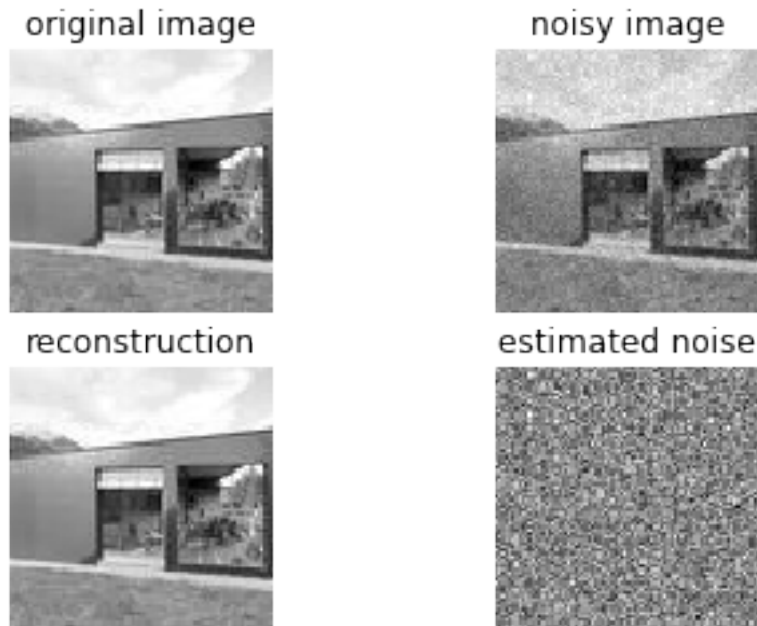 original image
noisy image
reconstruction
estimated noise